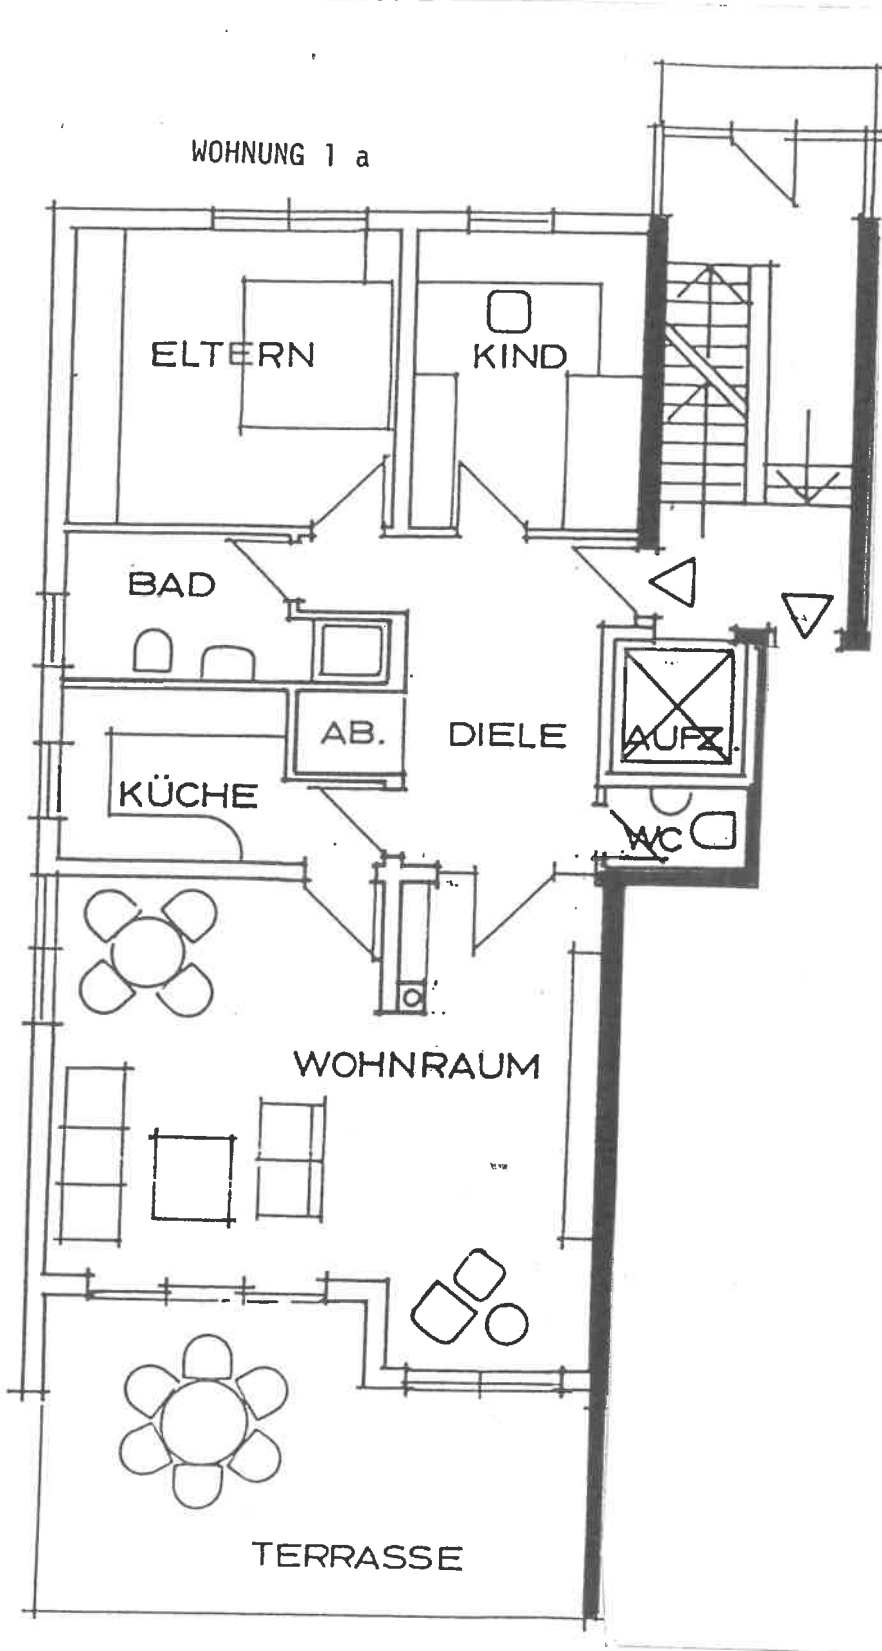 WOHNUNG 1 a
ELTERN
KIND
BAD
AB.
DIELE
AUFZ.
KÜCHE
WC
WOHNRAUM
TERRASSE